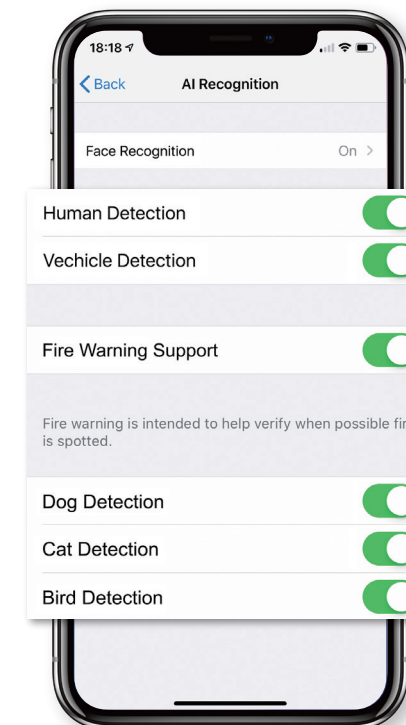 18:18
Back AI Recognition
Face Recognition On
Human Detection
Vechicle Detection
Fire Warning Support
Fire warning is intended to help verify when possible fir
is spotted.
Dog Detection
Cat Detection
Bird Detection